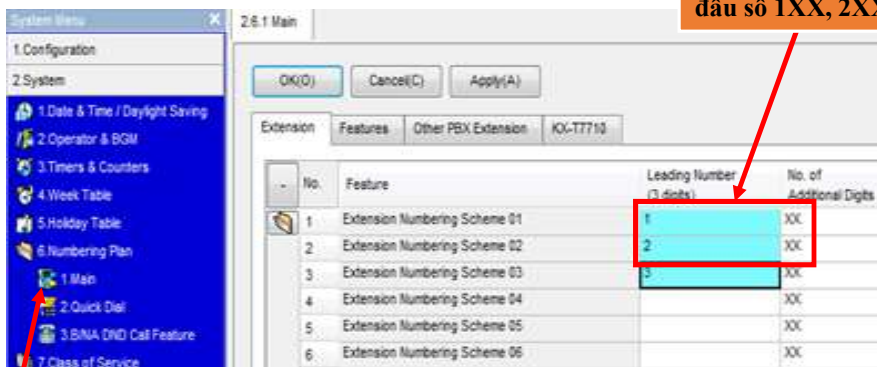 đầu số 1XX, 2XX
System Menu X
2.6.1 Main
1.Configuration
2.System
OK(O) Cancel(C) Apply(A)
1.Date & Time / Daylight Saving
2.Operator & BGM
Extension Features Other PBX Extension KX-T7710
3.Timers & Counters
4.Week Table
- No. Feature Leading Number (3 digits) No. of Additional Digits
5.Holiday Table
1 Extension Numbering Scheme 01 1 XX
6.Numbering Plan
2 Extension Numbering Scheme 02 2 XX
1.Main
3 Extension Numbering Scheme 03 3 XX
2.Quick Dial
4 Extension Numbering Scheme 04 XX
3.B/NA DND Call Feature
5 Extension Numbering Scheme 05 XX
7.Class of Service
6 Extension Numbering Scheme 06 XX